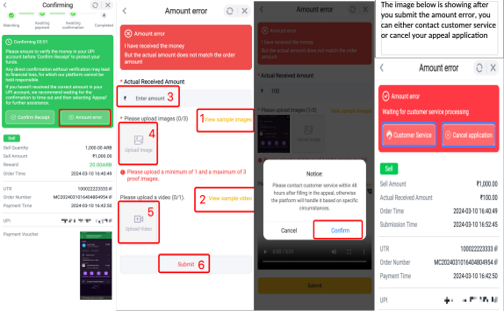 Confirming
Matching
Awaiting payment
Awaiting confirmation
Completed
Confirming 03:51
Please ensure to verify the money in your UPI account before 'Confirm Receipt' to protect your funds.
Any direct confirmation without verification may lead to financial loss, for which our platform cannot be held responsible.
If you haven't received the correct amount in your UPI account, we recommend waiting for the confirmation to time out and then selecting 'Appeal' for further assistance.
Confirm Receipt
Amount error
Sell
Sell Quantity 1,000.00 ARB
Sell Amount ₹1,000.00
Reward 20.00ARB
Order Time 2024-03-10 16:40:49
UTR 100022223333
Order Number MC2024031016404804954
Payment Time 2024-03-10 16:42:50
UPI
Payment Voucher
Amount error
Amount error
I have received the money
But the actual amount does not match the order amount
* Actual Received Amount
₹ Enter amount 3
* Please upload images (0/3)
1 View sample images
4
Upload Image
Please upload a minimum of 1 and a maximum of 3 proof images.
Please upload a video (0/1).
2 View sample video
5
Upload Video
Submit 6
Amount error
Amount error
I have received the money
But the actual amount does not match the order amount
* Actual Received Amount
₹ 100
Notice:
Please contact customer service within 48 hours after filling in the appeal, otherwise the platform will handle it based on specific circumstances.
Cancel
Confirm
Submit
The image below is showing after you submit the amount error, you can either contact customer service or cancel your appeal application
Amount error
Amount error
Waiting for customer service processing
Customer Service
Cancel application
Sell
Sell Amount ₹1,000.00
Actual Received Amount ₹100.00
Order Time 2024-03-10 16:40:49
Submission Time 2024-03-10 16:52:45
UTR 100022223333
Order Number MC2024031016404804954
Payment Time 2024-03-10 16:42:50
UPI